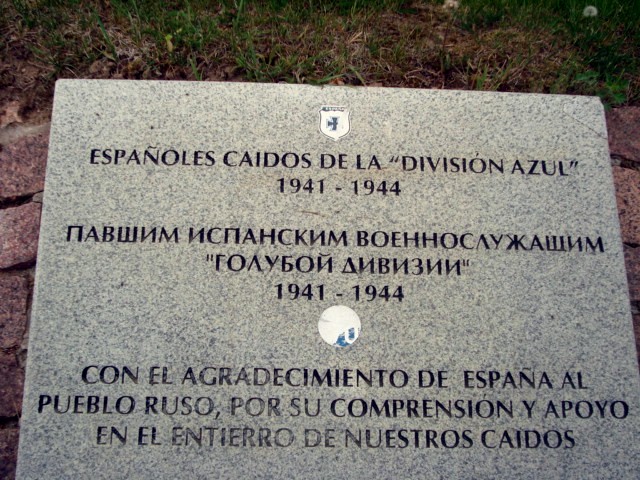 ESPAÑOLES CAIDOS DE LA "DIVISIÓN AZUL"
1941 - 1944
ПАВШИМ ИСПАНСКИМ ВОЕННОСЛУЖАШИМ
"ГОЛУБОЙ ДИВИЗИИ"
1941 - 1944
CON EL AGRADECIMIENTO DE ESPAÑA AL
PUEBLO RUSO, POR SU COMPRENSIÓN Y APOYO
EN EL ENTIERRO DE NUESTROS CAIDOS